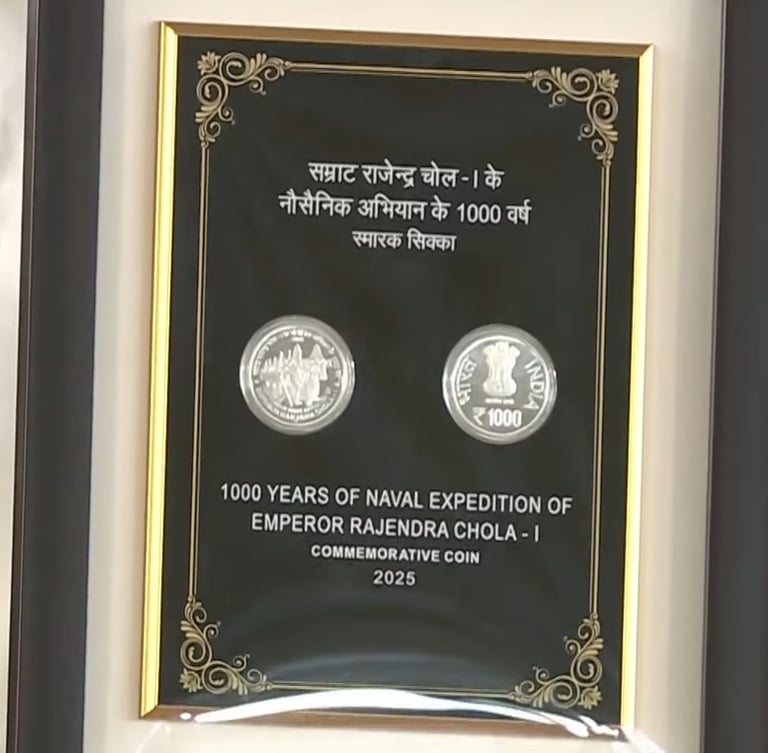 सम्राट राजेन्द्र चोल - I के
नौसैनिक अभियान के 1000 वर्ष
स्मारक सिक्का
भारत INDIA
₹ 1000
1000 YEARS OF NAVAL EXPEDITION OF
EMPEROR RAJENDRA CHOLA - I
COMMEMORATIVE COIN
2025